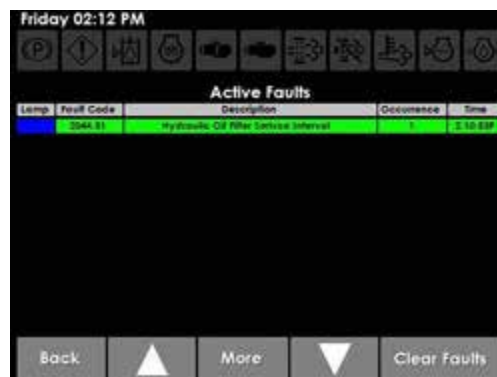 Friday 02:12 PM
Active Faults
Lamp Fault Code Description Occurrence Time
Hydraulic Oil Filter Service Interval 1
Back More Clear Faults